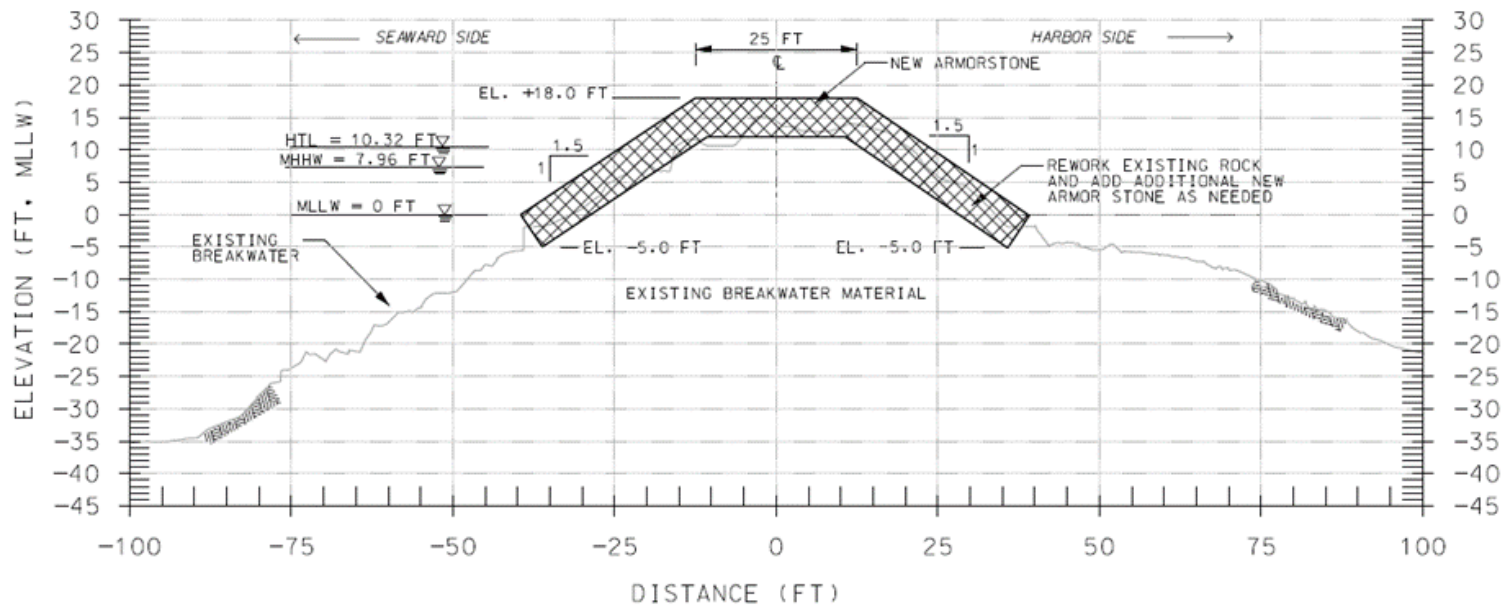 SEAWARD SIDE
HARBOR SIDE
25 FT
℄
NEW ARMORSTONE
EL. +18.0 FT
HTL = 10.32 FT
MHHW = 7.96 FT
MLLW = 0 FT
1.5
1
1.5
1
REWORK EXISTING ROCK
AND ADD ADDITIONAL NEW
ARMOR STONE AS NEEDED
EXISTING
BREAKWATER
EL. -5.0 FT
EL. -5.0 FT
EXISTING BREAKWATER MATERIAL
ELEVATION (FT, MLLW)
30
25
20
15
10
5
0
-5
-10
-15
-20
-25
-30
-35
-40
-45
30
25
20
15
10
5
0
-5
-10
-15
-20
-25
-30
-35
-40
-45
-100 -75 -50 -25 0 25 50 75 100
DISTANCE (FT)